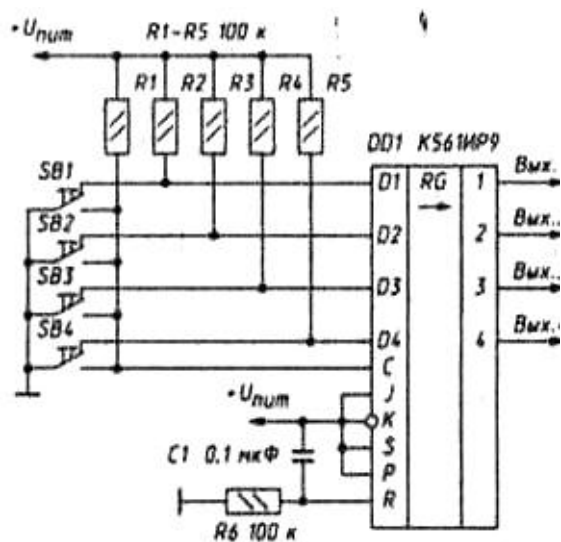 +Uпит
R1-R5 100 к
R1 R2 R3 R4 R5
DD1 К561ИР9
SB1
D1 RG 1 Вых.
SB2
D2 2 Вых.
SB3
D3 3 Вых.
SB4
D4 4 Вых.
C
J
+Uпит
K
S
C1 0,1 мкФ
P
R
R6 100 к